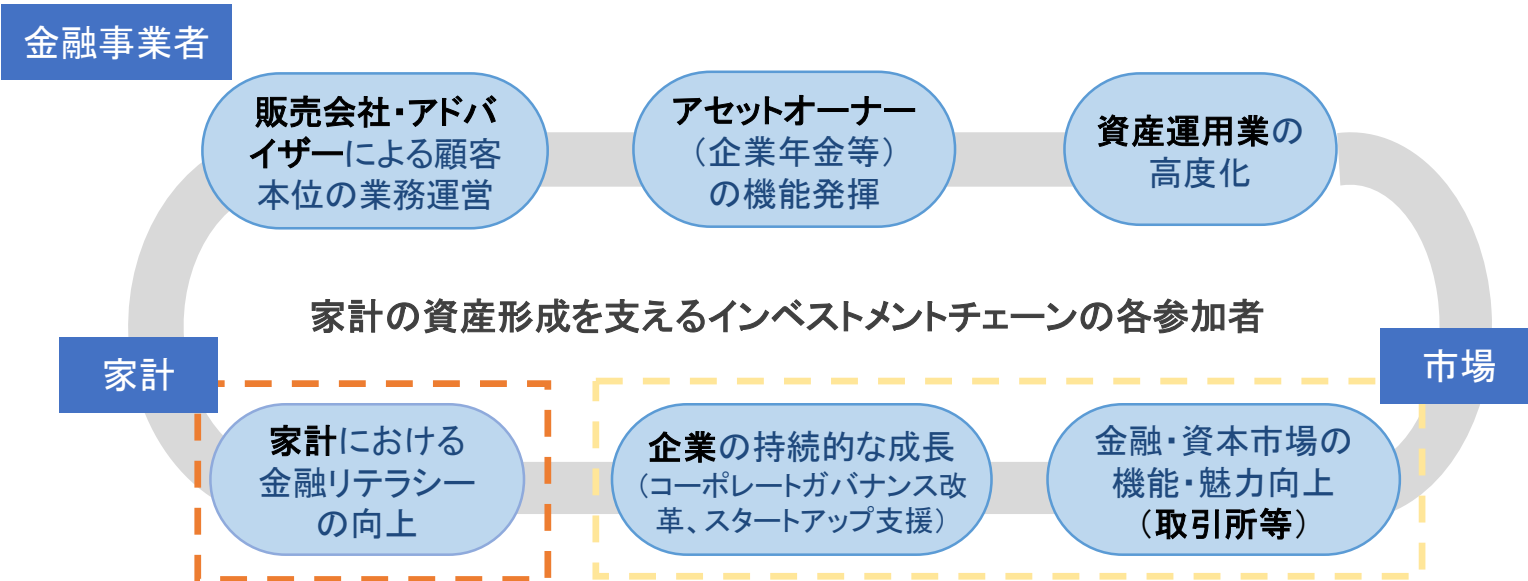 金融事業者
販売会社・アドバ
イザーによる顧客
本位の業務運営
アセットオーナー
（企業年金等）
の機能発揮
資産運用業の
高度化
家計の資産形成を支えるインベストメントチェーンの各参加者
家計
市場
家計における
金融リテラシー
の向上
企業の持続的な成長
（コーポレートガバナンス改
革、スタートアップ支援）
金融・資本市場の
機能・魅力向上
（取引所等）